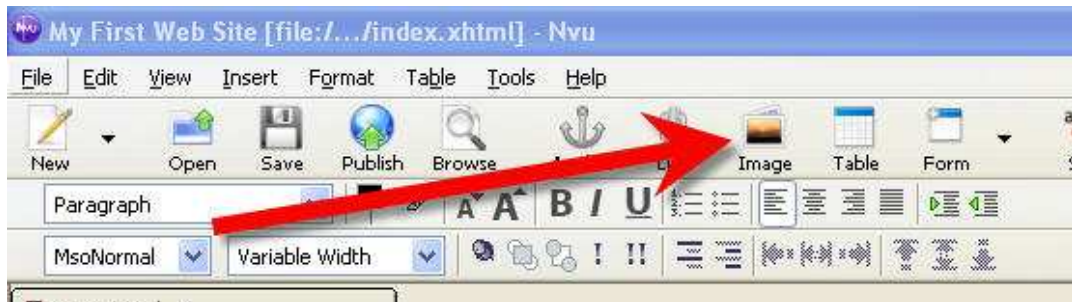 My First Web Site [file:/.../index.xhtml] - Nvu
File Edit View Insert Format Table Tools Help
New Open Save Publish Browse Image Table Form
Paragraph A A B I U
MsoNormal Variable Width ! !!